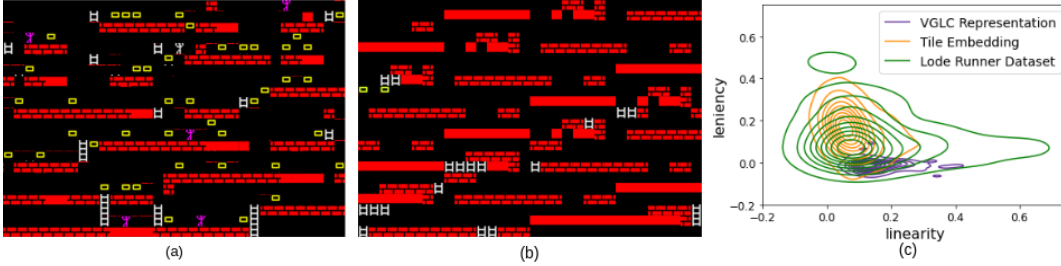 VGLC Representation
Tile Embedding
Lode Runner Dataset
leniency
0.6
0.4
0.2
0.0
−0.2
−0.2 0.0 0.2 0.4 0.6
linearity
(a) (b) (c)